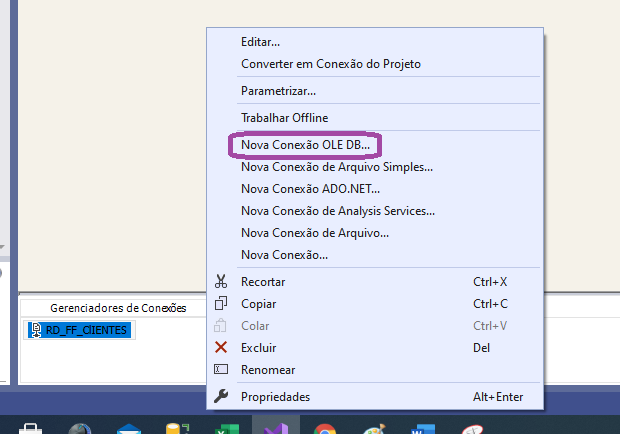 Editar...
Converter em Conexão do Projeto
Parametrizar...
Trabalhar Offline
Nova Conexão OLE DB...
Nova Conexão de Arquivo Simples...
Nova Conexão ADO.NET...
Nova Conexão de Analysis Services...
Nova Conexão de Arquivo...
Nova Conexão...
Recortar Ctrl+X
Copiar Ctrl+C
Colar Ctrl+V
Excluir Del
Renomear
Propriedades Alt+Enter
Gerenciadores de Conexões
RD_FF_ClIENTES